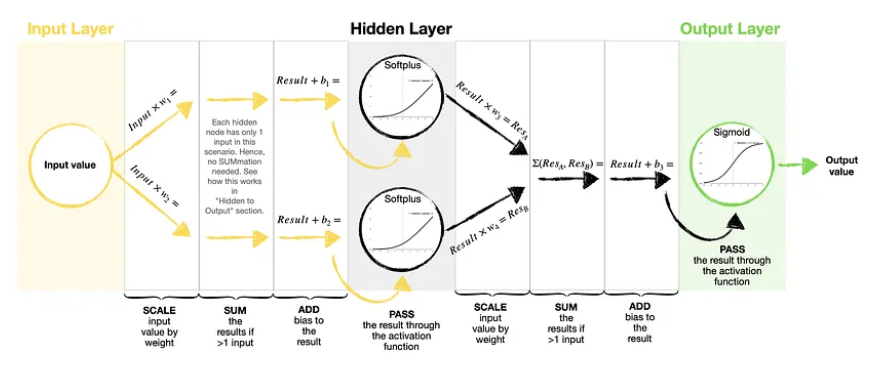 Input Layer
Hidden Layer
Output Layer
Input value
Input × w₁ =
Input × w₂ =
Each hidden
node has only 1
input in this
scenario. Hence,
no SUMmation
needed. See
how this works
in
"Hidden to
Output" section.
Result + b₁ =
Result + b₂ =
Softplus
Softplus
Result × w₃ = Res_A
Result × w₄ = Res_B
Σ(Res_A, Res_B) =
Result + b₃ =
Sigmoid
Output
value
SCALE
input
value by
weight
SUM
the
results if
>1 input
ADD
bias to
the
result
PASS
the result through
the activation
function
SCALE
input
value by
weight
SUM
the
results if
>1 input
ADD
bias to
the
result
PASS
the result through
the activation
function